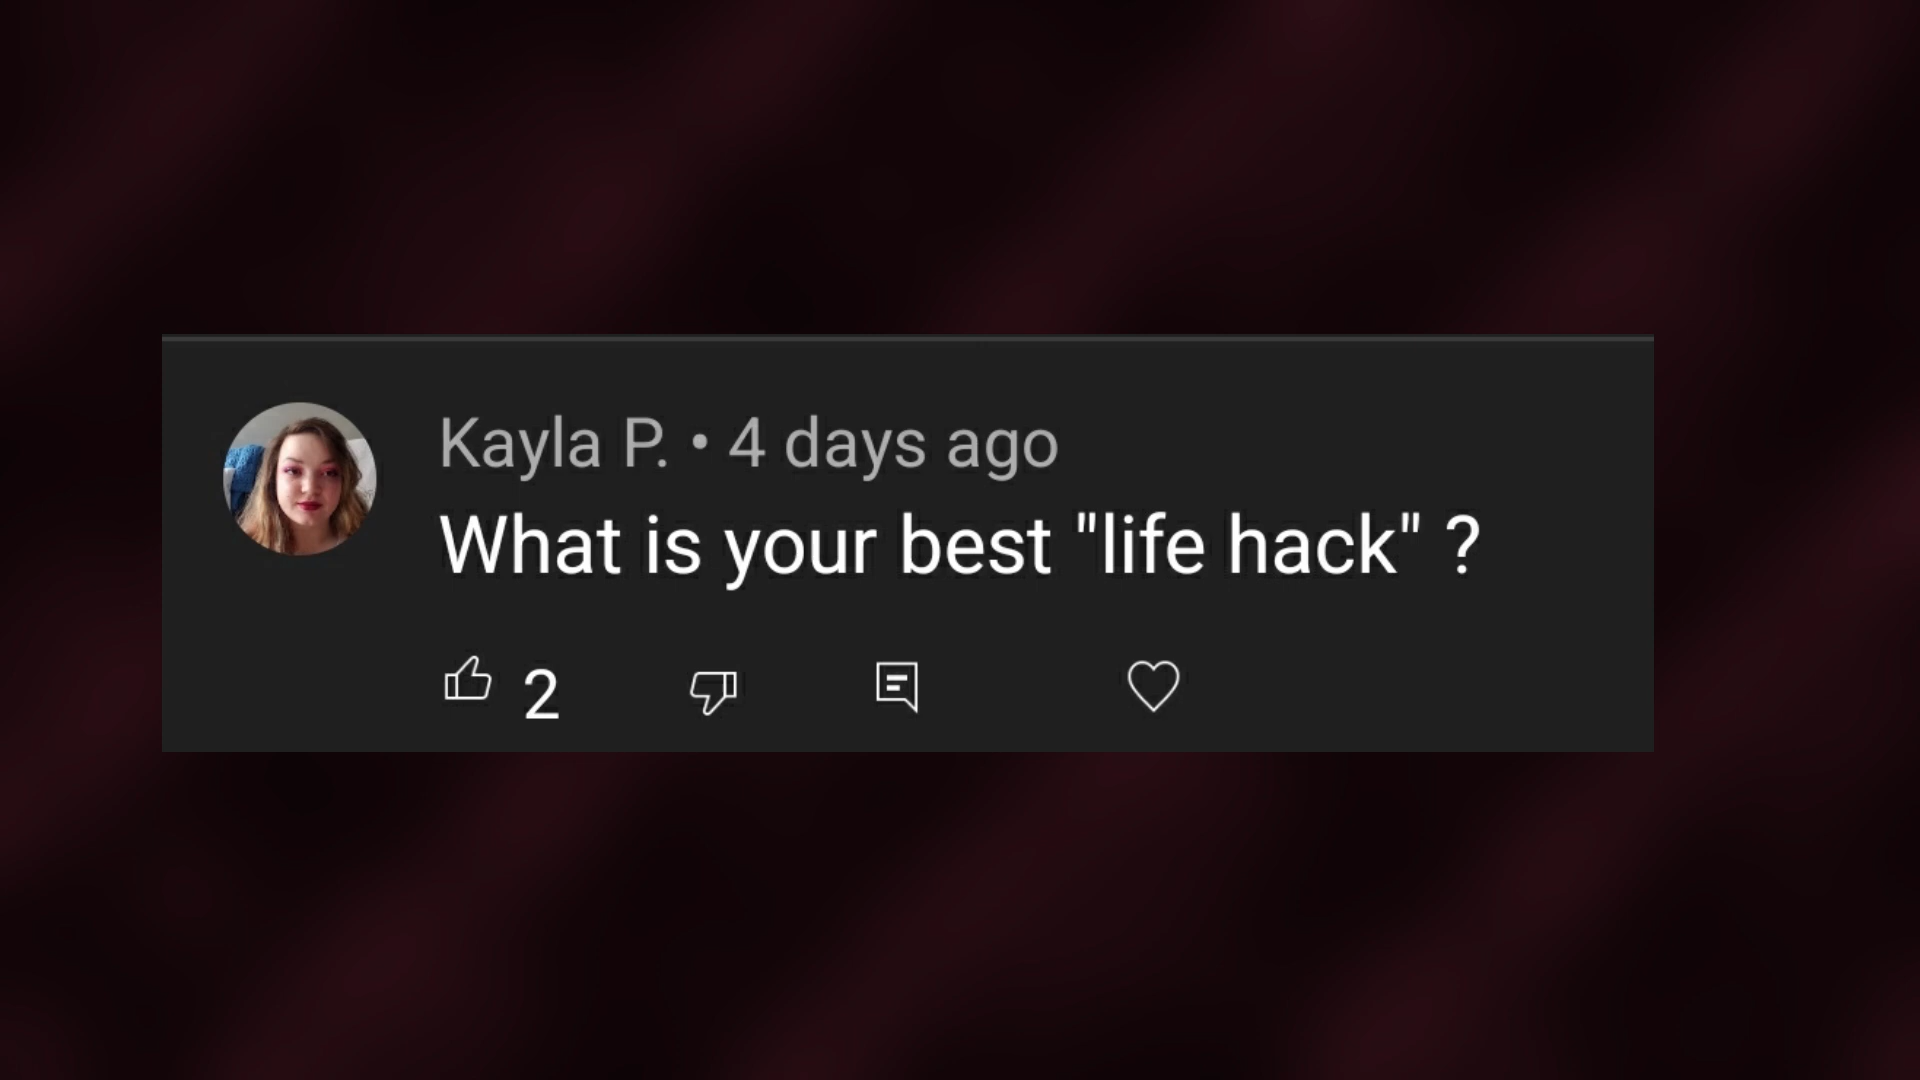 Kayla P. • 4 days ago
What is your best "life hack" ?
2